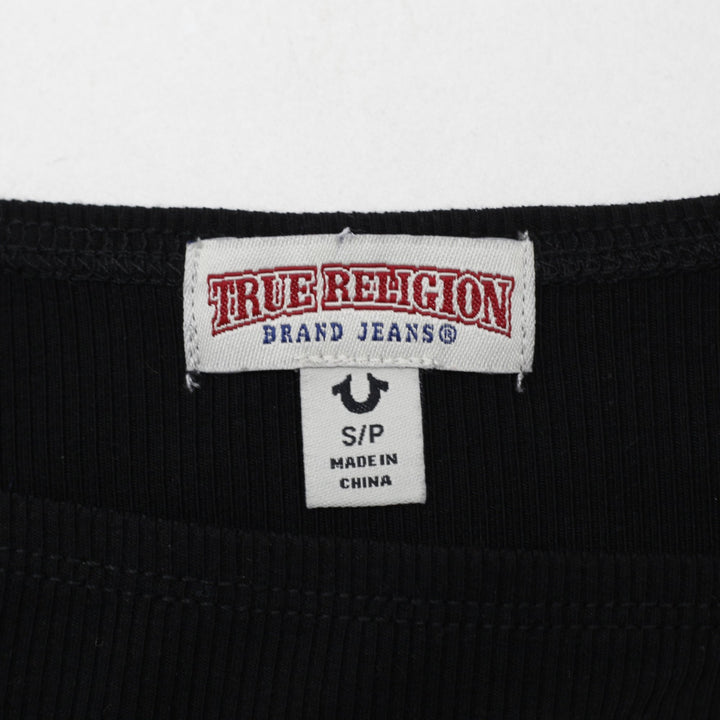 TRUE RELIGION
BRAND JEANS®
S/P
MADE IN
CHINA